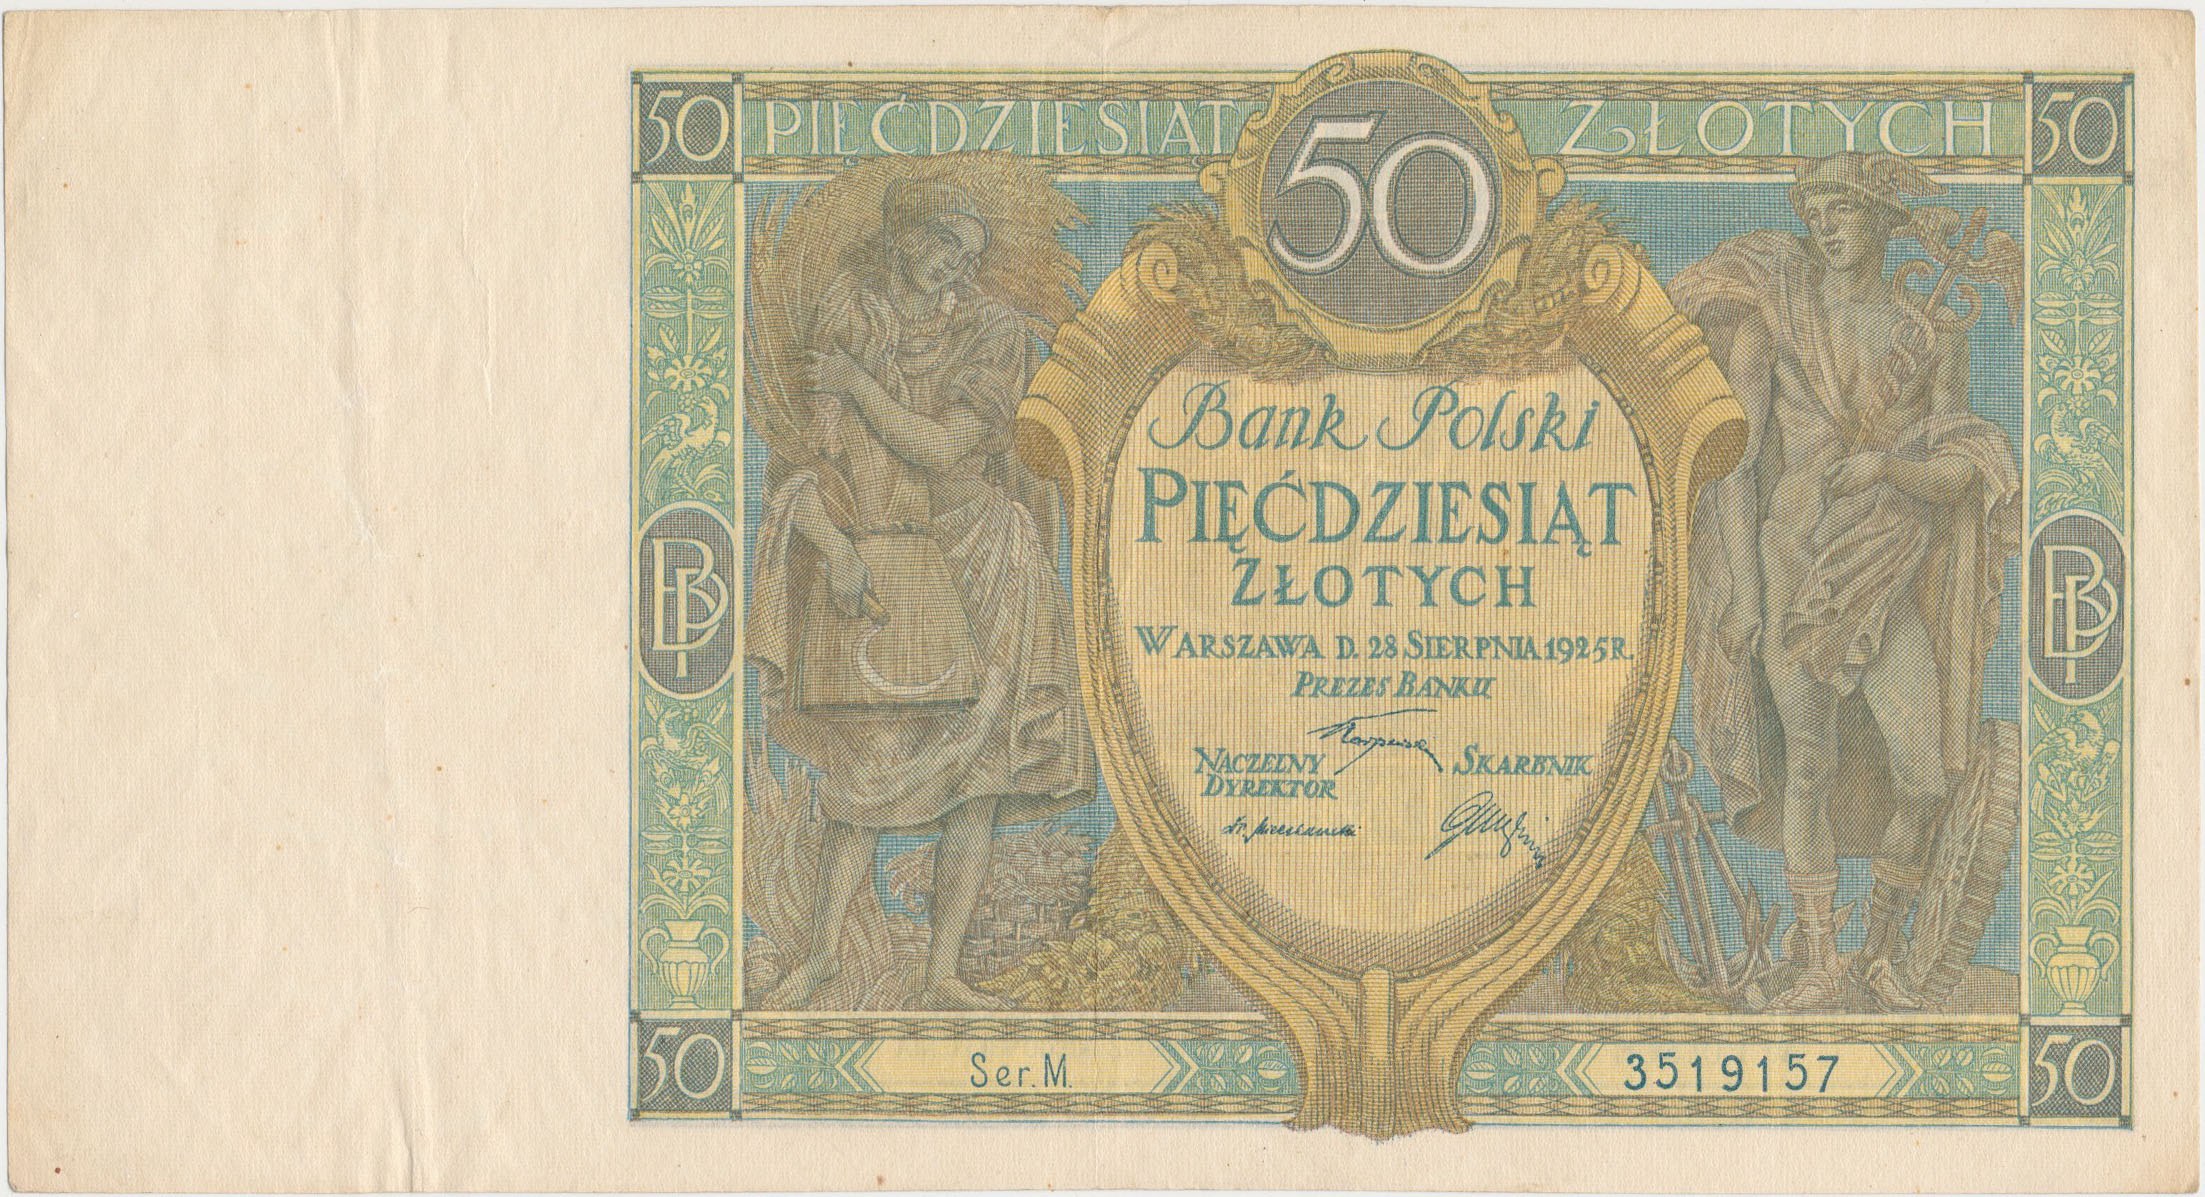 50 PIĘĆDZIESIĄT 50 ZŁOTYCH 50
Bank Polski
PIĘĆDZIESIĄT
ZŁOTYCH
BP BP
WARSZAWA D. 28 SIERPNIA 1925 R.
PREZES BANKU
NACZELNY DYREKTOR
SKARBNIK
50 Ser. M. 3519157 50